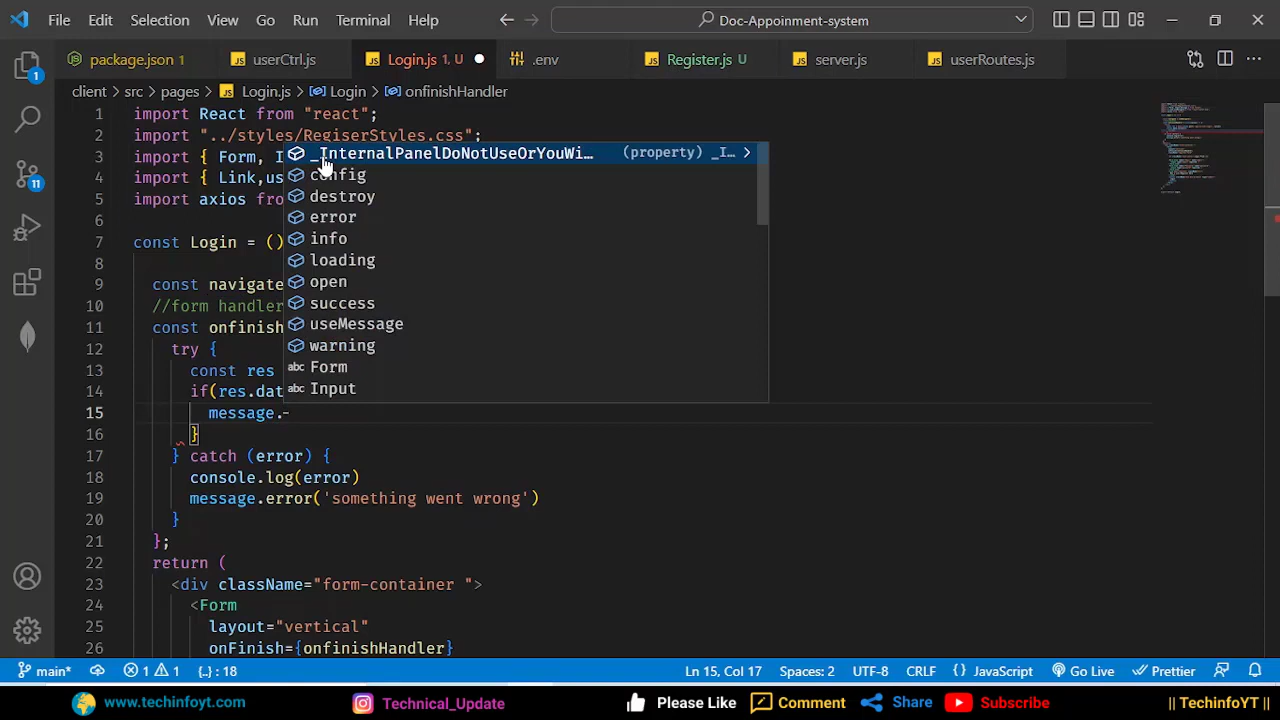 File Edit Selection View Go Run Terminal Help Doc-Appoinment-system
package.json 1 userCtrl.js Login.js 1, U .env Register.js U server.js userRoutes.js
client > src > pages > Login.js > Login > onfinishHandler
1 import React from "react";
2 import "../styles/RegiserStyles.css";
3 import { Form, I
_InternalPanelDoNotUseOrYouWi… (property) _I…
4 import { Link,us
config
5 import axios fro
destroy
6
error
7 const Login = ()
info
8
loading
9 const navigate
open
10 //form handler
success
11 const onfinish
useMessage
12 try {
warning
13 const res
Form
14 if(res.dat
Input
15 message.
16 }
17 } catch (error) {
18 console.log(error)
19 message.error('something went wrong')
20 }
21 };
22 return (
23 <div className="form-container ">
24 <Form
25 layout="vertical"
26 onFinish={onfinishHandler}
1
11
main* 1 1 {..} : 18 Ln 15, Col 17 Spaces: 2 UTF-8 CRLF {} JavaScript Go Live Prettier
www.techinfoyt.com Technical_Update Please Like Comment Share Subscribe || TechinfoYT ||